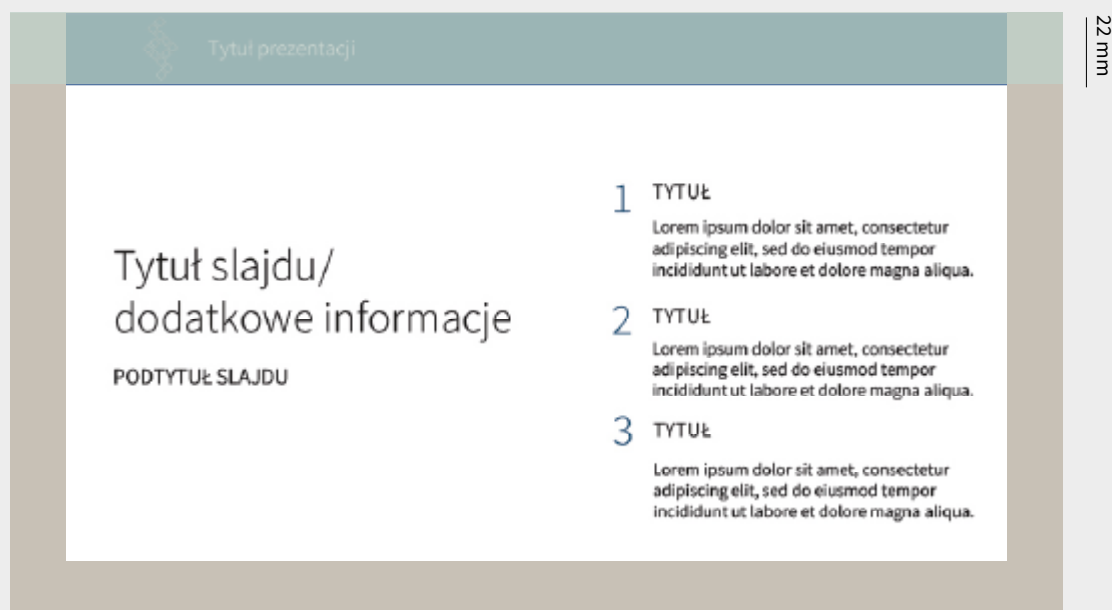 Tytuł prezentacji
22 mm
Tytuł slajdu/
dodatkowe informacje
PODTYTUŁ SLAJDU
1 TYTUŁ
Lorem ipsum dolor sit amet, consectetur
adipiscing elit, sed do eiusmod tempor
incididunt ut labore et dolore magna aliqua.
2 TYTUŁ
Lorem ipsum dolor sit amet, consectetur
adipiscing elit, sed do eiusmod tempor
incididunt ut labore et dolore magna aliqua.
3 TYTUŁ
Lorem ipsum dolor sit amet, consectetur
adipiscing elit, sed do eiusmod tempor
incididunt ut labore et dolore magna aliqua.